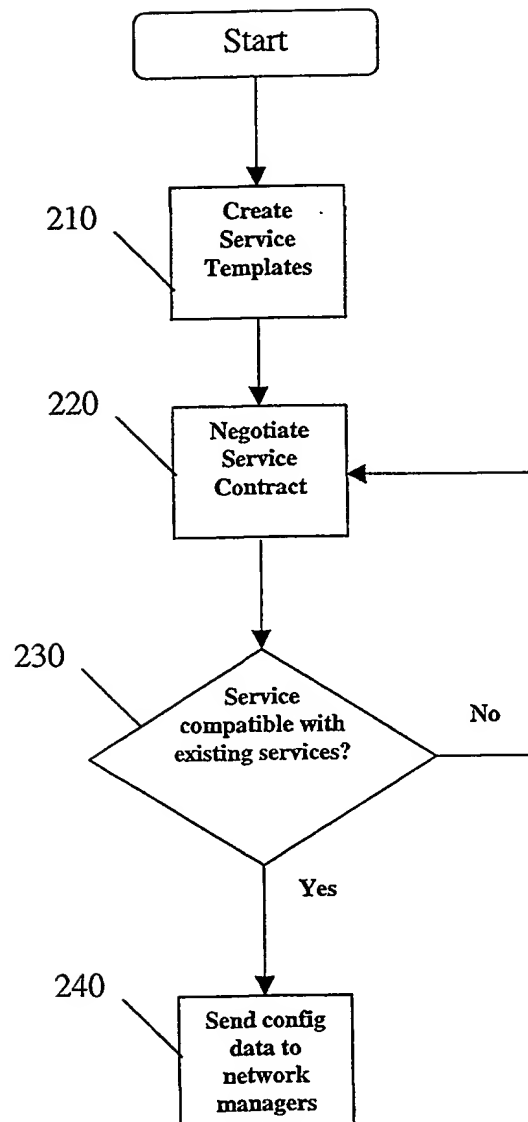 Start
210
Create
Service
Templates
220
Negotiate
Service
Contract
230
Service
compatible with
existing services?
No
Yes
240
Send config
data to
network
managers